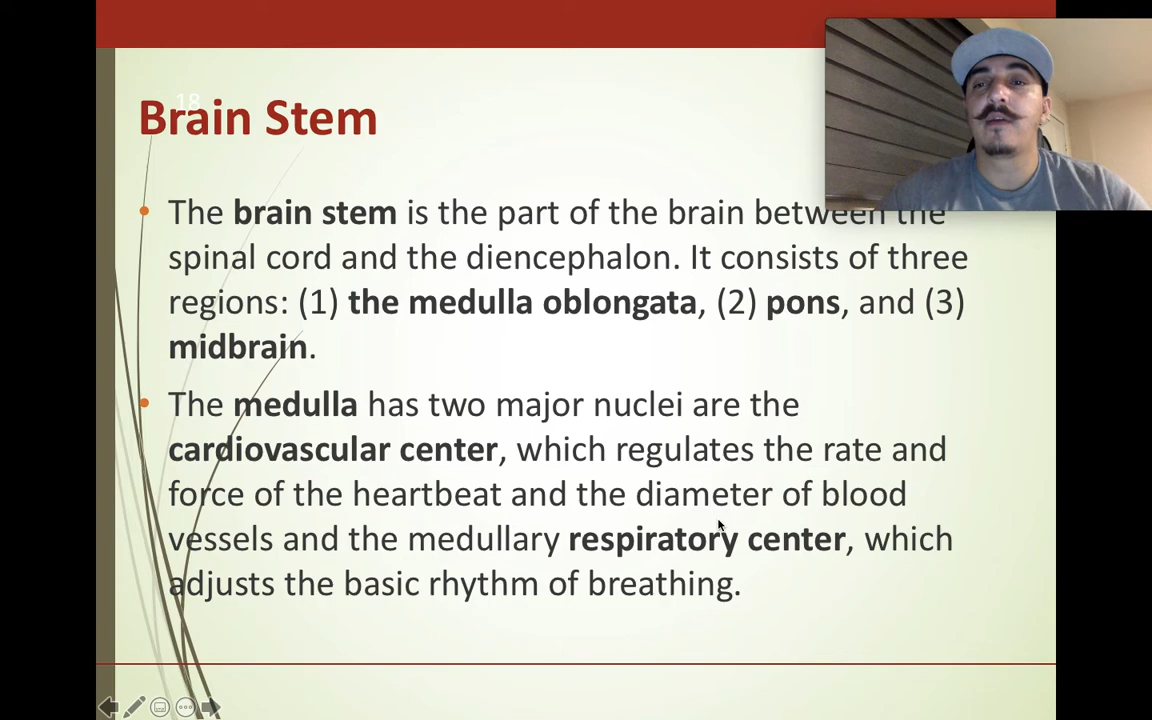 18
Brain Stem
• The brain stem is the part of the brain between the
spinal cord and the diencephalon. It consists of three
regions: (1) the medulla oblongata, (2) pons, and (3)
midbrain.
• The medulla has two major nuclei are the
cardiovascular center, which regulates the rate and
force of the heartbeat and the diameter of blood
vessels and the medullary respiratory center, which
adjusts the basic rhythm of breathing.